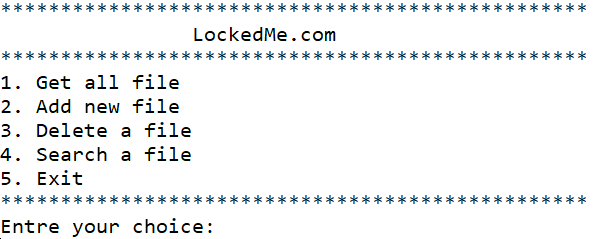 *************************************************
LockedMe.com
*************************************************
1. Get all file
2. Add new file
3. Delete a file
4. Search a file
5. Exit
*************************************************
Entre your choice: